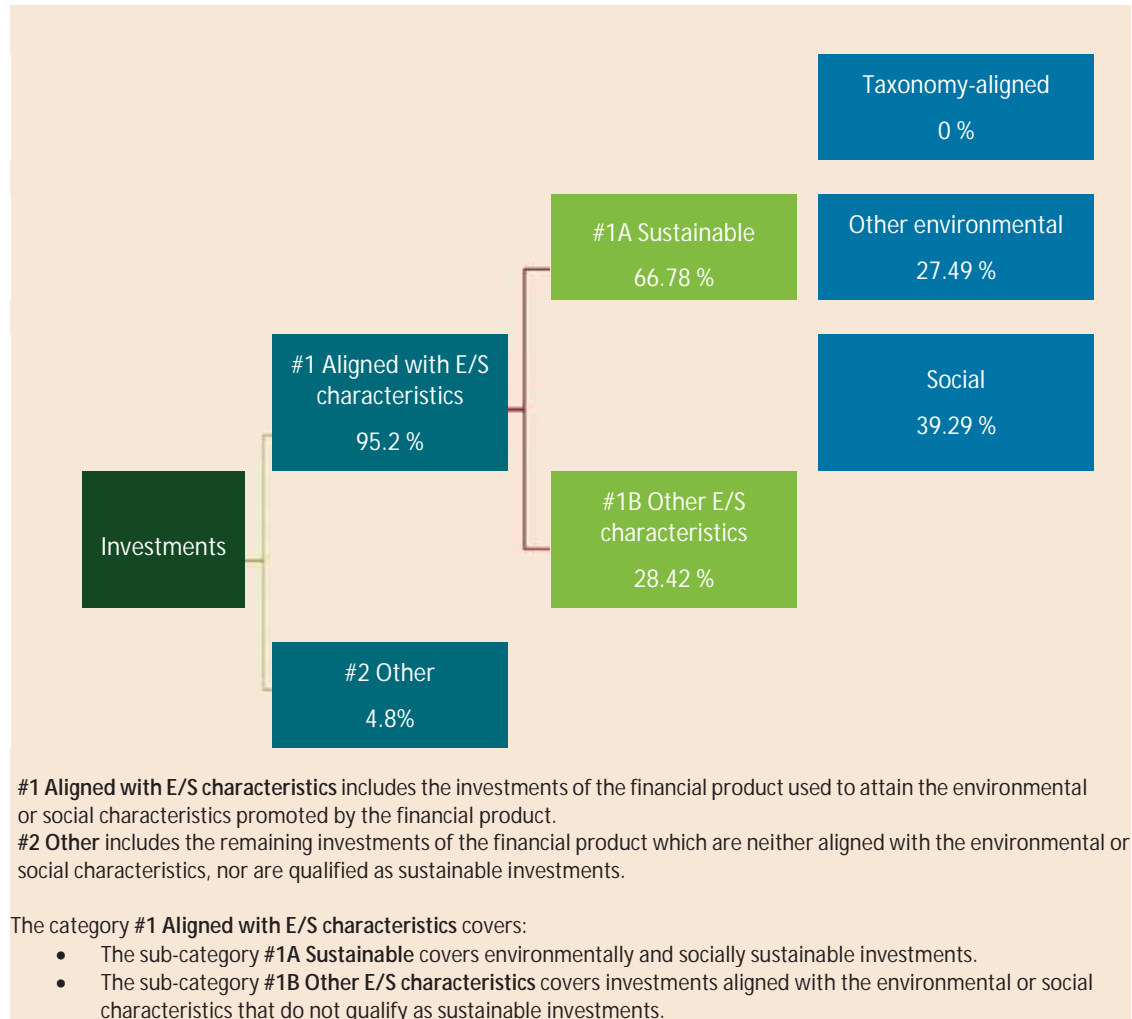 Taxonomy-aligned
0 %
#1A Sustainable
66.78 %
Other environmental
27.49 %
#1 Aligned with E/S
characteristics
95.2 %
Social
39.29 %
Investments
#1B Other E/S
characteristics
28.42 %
#2 Other
4.8%
#1 Aligned with E/S characteristics includes the investments of the financial product used to attain the environmental
or social characteristics promoted by the financial product.
#2 Other includes the remaining investments of the financial product which are neither aligned with the environmental or
social characteristics, nor are qualified as sustainable investments.
The category #1 Aligned with E/S characteristics covers:
• The sub-category #1A Sustainable covers environmentally and socially sustainable investments.
• The sub-category #1B Other E/S characteristics covers investments aligned with the environmental or social
characteristics that do not qualify as sustainable investments.